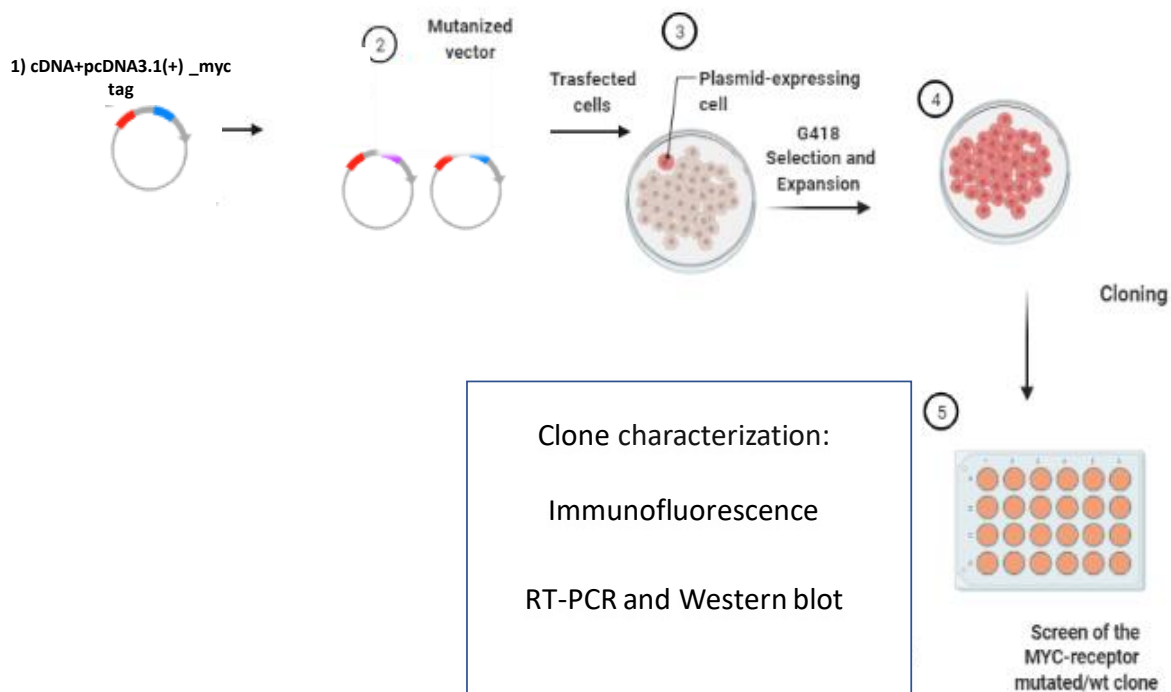 1) cDNA+pcDNA3.1(+) _myc
tag
2
Mutanized
vector
Trasfected
cells
3
Plasmid-expressing
cell
G418
Selection and
Expansion
4
Cloning
5
Clone characterization:
Immunofluorescence
RT-PCR and Western blot
Screen of the
MYC-receptor
mutated/wt clone